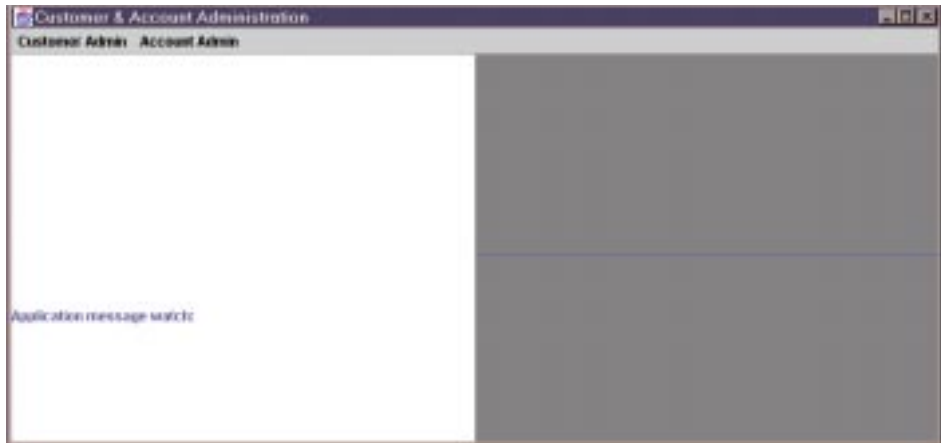 Customer & Account Administration
Customer Admin Account Admin
Application message watch: